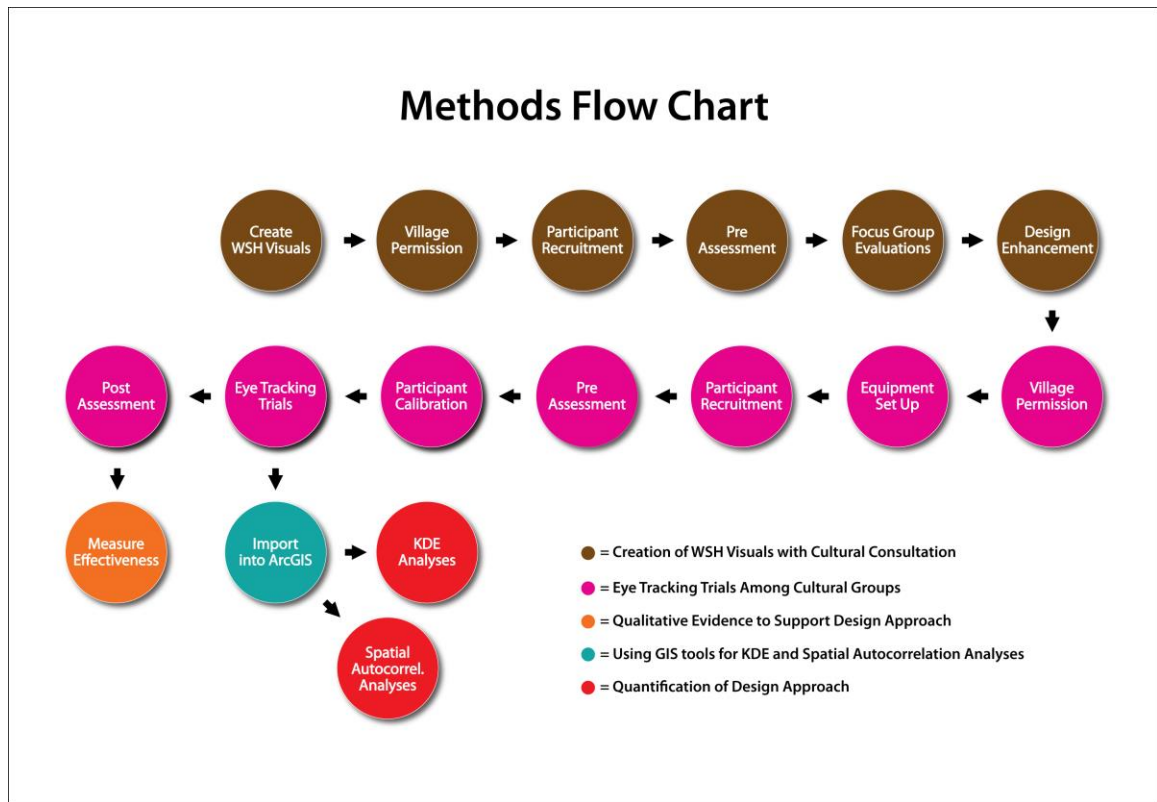 Methods Flow Chart
Create
WSH Visuals
Village
Permission
Participant
Recruitment
Pre
Assessment
Focus Group
Evaluations
Design
Enhancement
Post
Assessment
Eye Tracking
Trials
Participant
Calibration
Pre
Assessment
Participant
Recruitment
Equipment
Set Up
Village
Permission
Measure
Effectiveness
Import
into ArcGIS
KDE
Analyses
Spatial
Autocorrel.
Analyses
= Creation of WSH Visuals with Cultural Consultation
= Eye Tracking Trials Among Cultural Groups
= Qualitative Evidence to Support Design Approach
= Using GIS tools for KDE and Spatial Autocorrelation Analyses
= Quantification of Design Approach